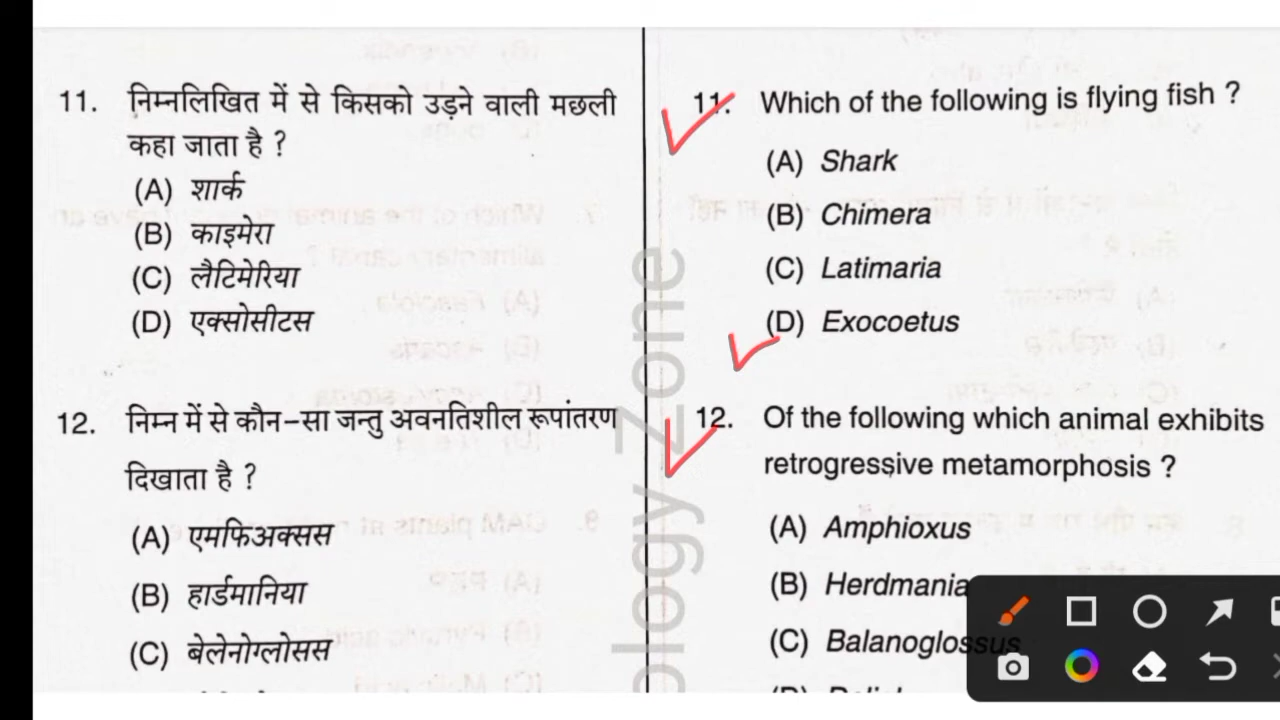 11. निम्नलिखित में से किसको उड़ने वाली मछली
कहा जाता है ?
(A) शार्क
(B) काइमेरा
(C) लैटिमेरिया
(D) एक्सोसीटस
12. निम्न में से कौन-सा जन्तु अवनतिशील रूपांतरण
दिखाता है ?
(A) एमफिअक्सस
(B) हार्डमानिया
(C) बेलेनोग्लोसस
11. Which of the following is flying fish ?
(A) Shark
(B) Chimera
(C) Latimaria
(D) Exocoetus
12. Of the following which animal exhibits
retrogressive metamorphosis ?
(A) Amphioxus
(B) Herdmania
(C) Balanoglossus
ology Zone